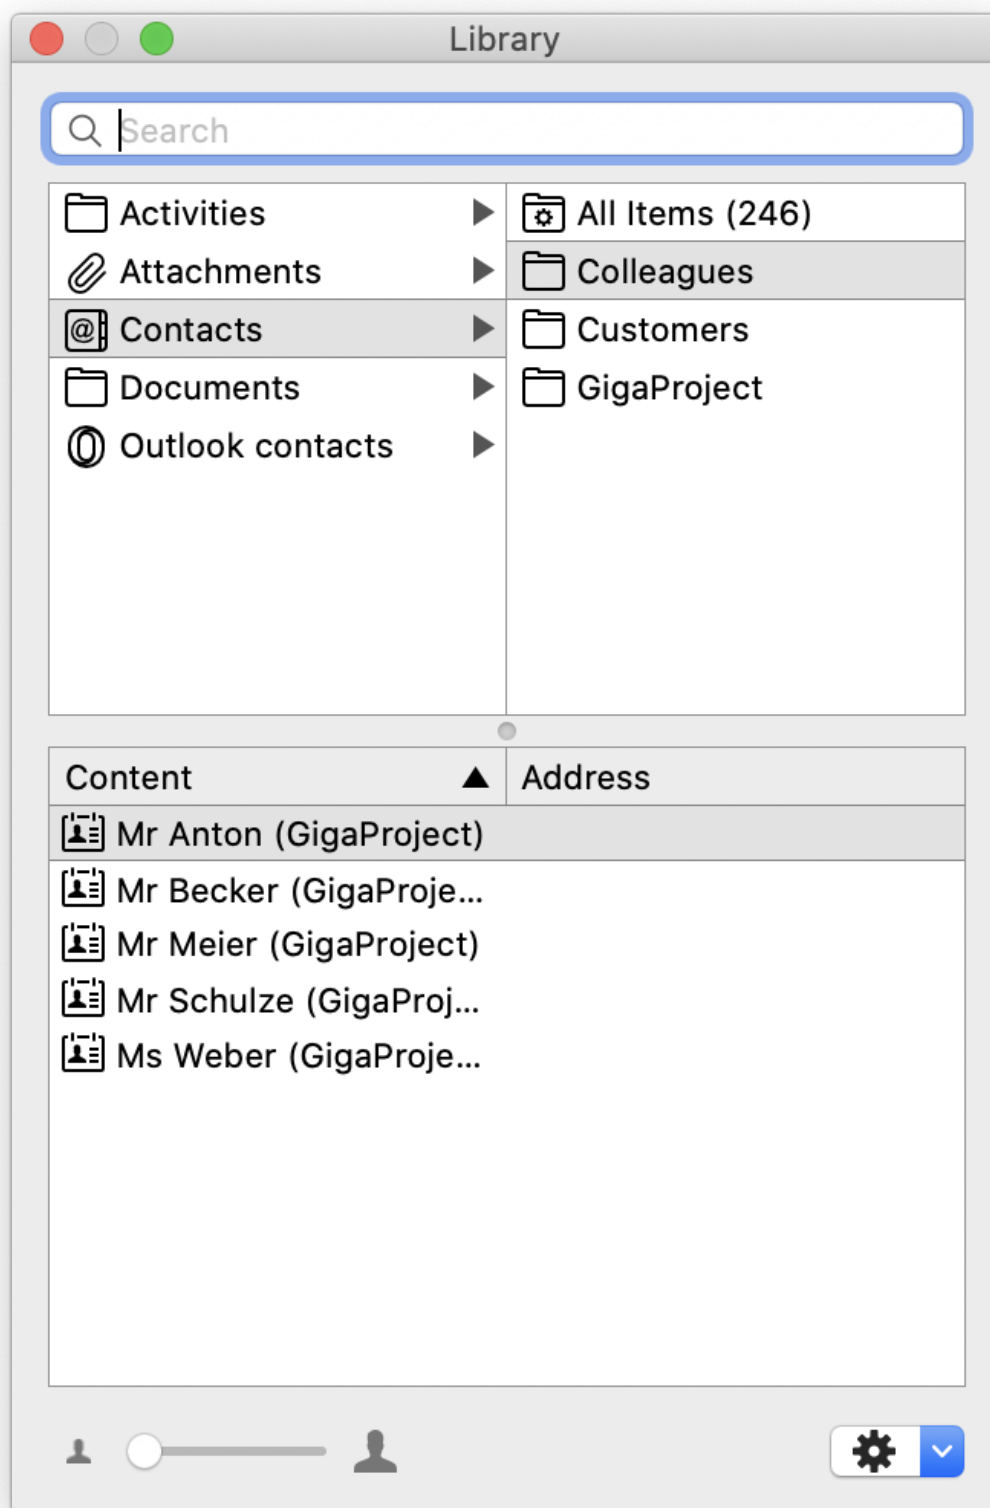 Library
Search
Activities
Attachments
Contacts
Documents
Outlook contacts
All Items (246)
Colleagues
Customers
GigaProject
Content
Address
Mr Anton (GigaProject)
Mr Becker (GigaProje...
Mr Meier (GigaProject)
Mr Schulze (GigaProj...
Ms Weber (GigaProje...